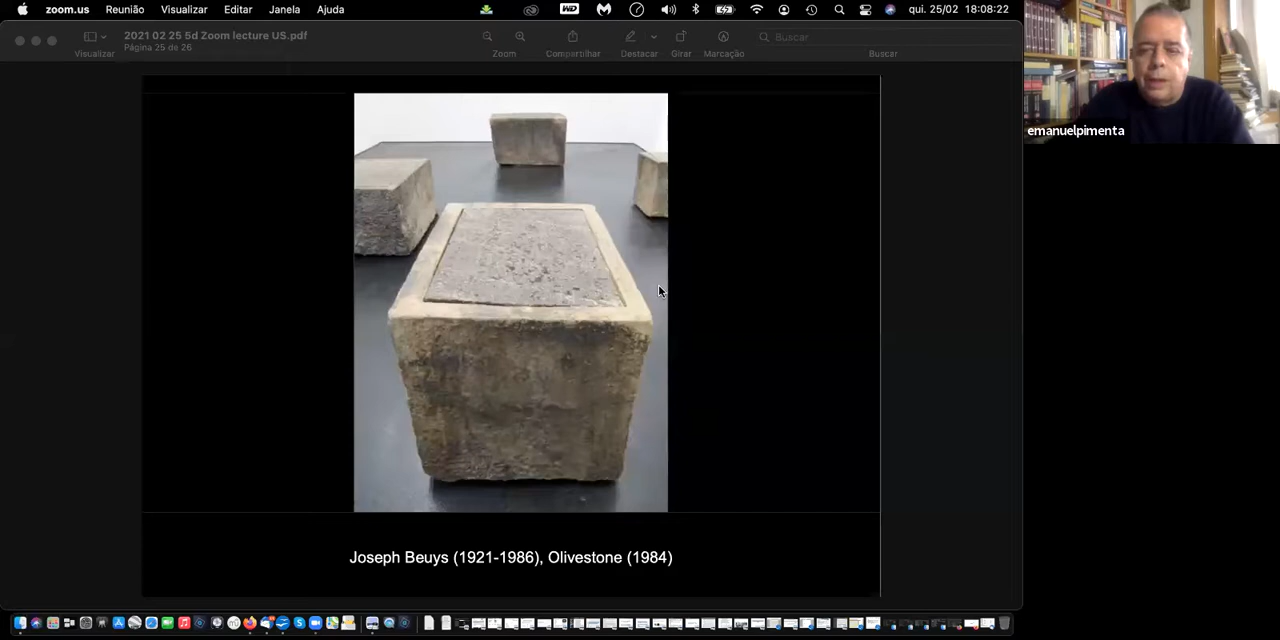 zoom.us Reunião Visualizar Editar Janela Ajuda WD qui. 25/02 18:08:22
2021 02 25 5d Zoom lecture US.pdf
Página 25 de 26
Buscar
Visualizar Zoom Compartilhar Destacar Girar Marcação Buscar
emanuelpimenta
Joseph Beuys (1921-1986), Olivestone (1984)